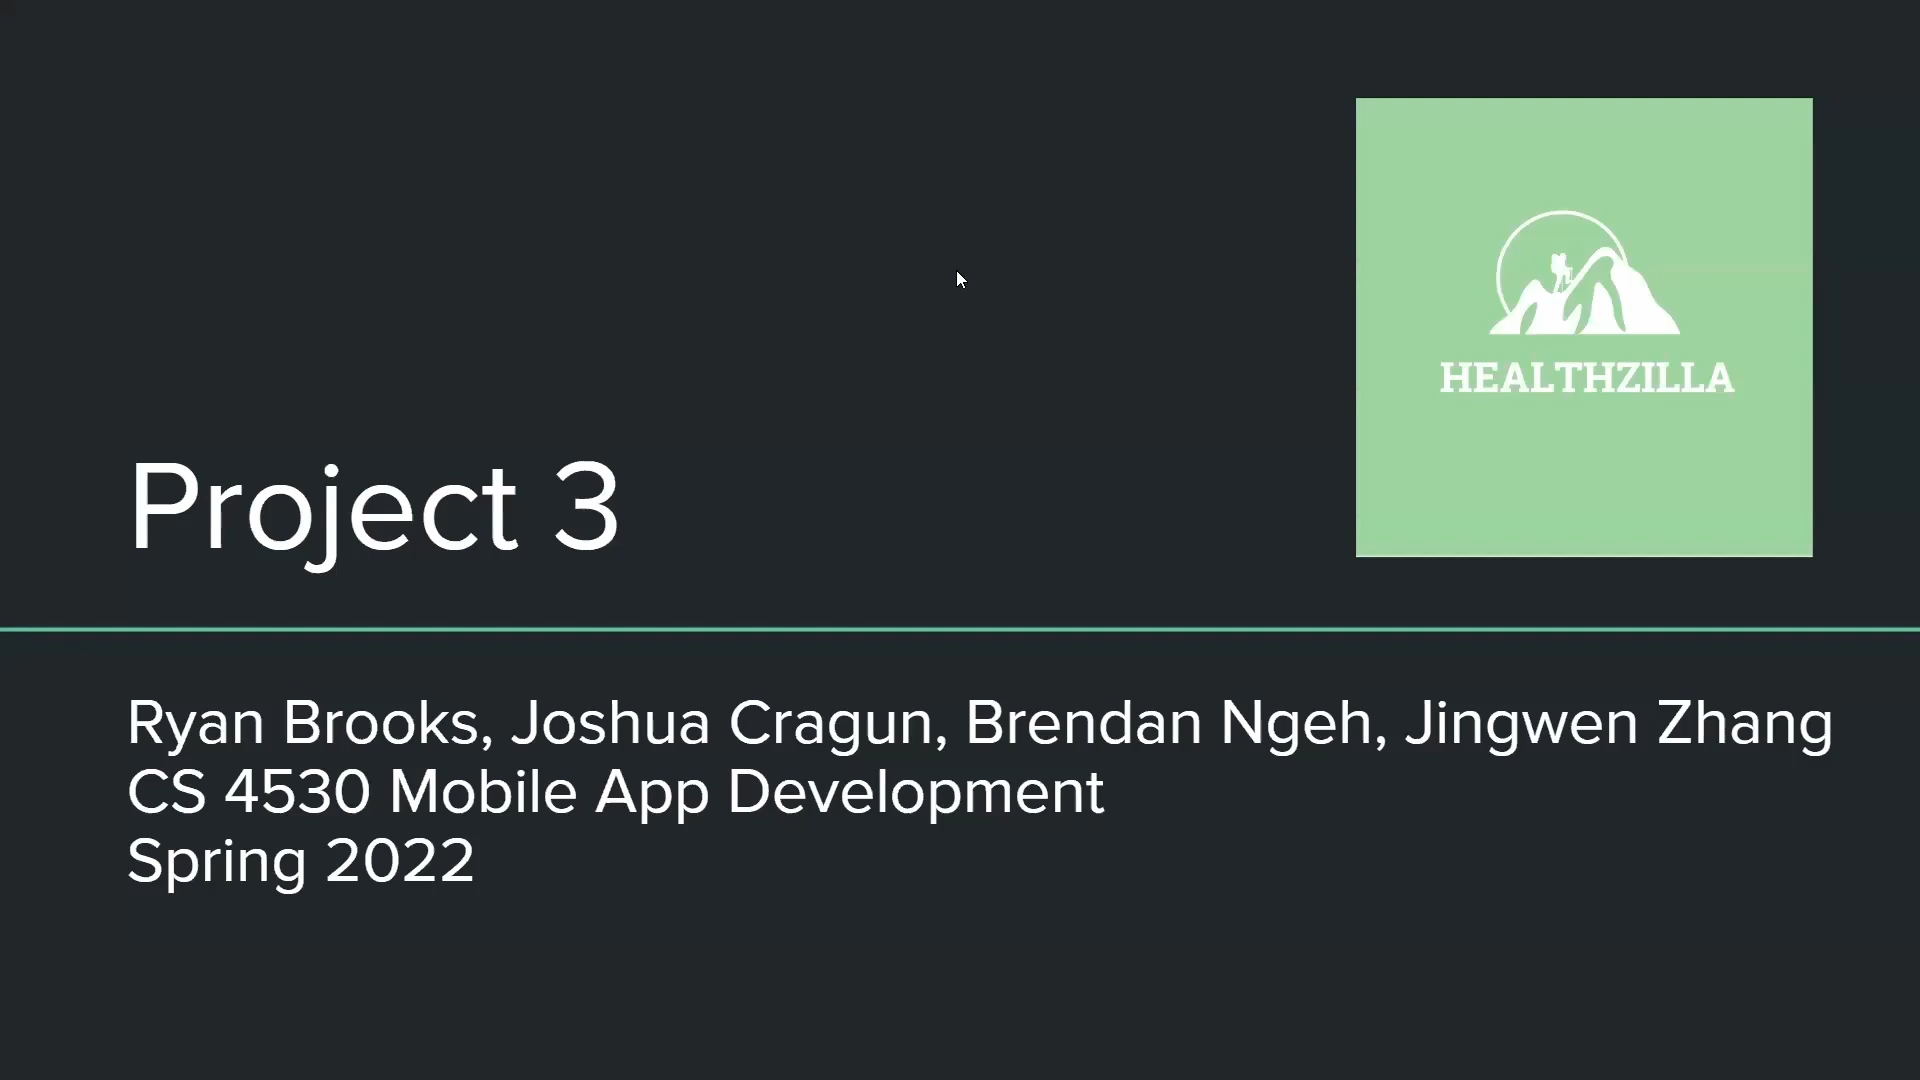 HEALTHZILLA
Project 3
Ryan Brooks, Joshua Cragun, Brendan Ngeh, Jingwen Zhang
CS 4530 Mobile App Development
Spring 2022